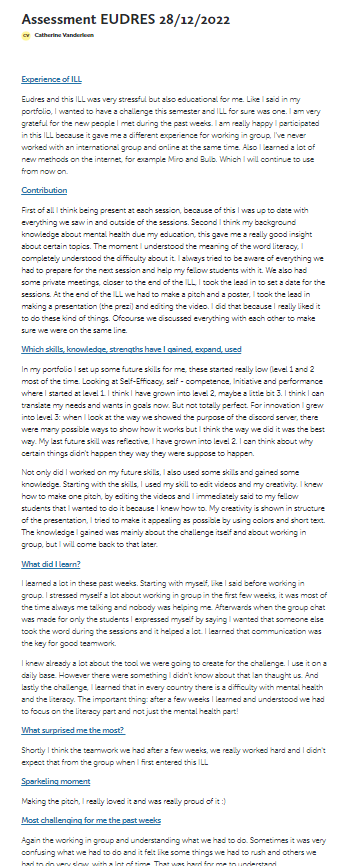 Assessment EUDRES 28/12/2022
CV Catherine Vanderleen
Experience of ILL
Eudres and this ILL was very stressful but also educational for me. Like I said in my
portfolio, I wanted to have a challenge this semester and ILL for sure was one. I am very
grateful for the new people I met during the past weeks. I am really happy I participated
in this ILL because it gave me a different experience for working in group, I've never
worked with an international group and online at the same time. Also I learned a lot of
new methods on the internet, for example Miro and Bulb. Which I will continue to use
from now on.
Contribution
First of all I think being present at each session, because of this I was up to date with
everything we saw in and outside of the sessions. Second I think my background
knowledge about mental health due my education, this gave me a really good insight
about certain topics. The moment I understood the meaning of the word literacy, I
completely understood the difficulty about it. I always tried to be aware of everything we
had to prepare for the next session and help my fellow students with it. We also had
some private meetings, closer to the end of the ILL, I took the lead in to set a date for the
sessions. At the end of the ILL we had to make a pitch and a poster, I took the lead in
making a presentation (the prezi) and editing the video. I did that because I really liked it
to do these kind of things. Ofcourse we discussed everything with each other to make
sure we were on the same line.
Which skills, knowledge, strengths have I gained, expand, used
In my portfolio I set up some future skills for me, these started really low (level 1 and 2
most of the time. Looking at Self-Efficacy, self - competence, Initiative and performance
where I started at level 1. I think I have grown into level 2, maybe a little bit 3. I think I can
translate my needs and wants in goals now. But not totally perfect. For innovation I grew
into level 3: when I look at the way we showed the purpose of the discord server, there
were many possible ways to show how it works but I think the way we did it was the best
way. My last future skill was reflective, I have grown into level 2. I can think about why
certain things didn't happen they way they were suppose to happen.
Not only did I worked on my future skills, I also used some skills and gained some
knowledge. Starting with the skills, I used my skill to edit videos and my creativity. I knew
how to make one pitch, by editing the videos and I immediately said to my fellow
students that I wanted to do it because I knew how to. My creativity is shown in structure
of the presentation, I tried to make it appealing as possible by using colors and short text.
The knowledge I gained was mainly about the challenge itself and about working in
group, but I will come back to that later.
What did I learn?
I learned a lot in these past weeks. Starting with myself, like I said before working in
group. I stressed myself a lot about working in group in the first few weeks, it was most of
the time always me talking and nobody was helping me. Afterwards when the group chat
was made for only the students I expressed myself by saying I wanted that someone else
took the word during the sessions and it helped a lot. I learned that communication was
the key for good teamwork.
I knew already a lot about the tool we were going to create for the challenge. I use it on a
daily base. However there were something I didn't know about that Ian thaught us. And
lastly the challenge, I learned that in every country there is a difficulty with mental health
and the literacy. The important thing: after a few weeks I learned and understood we had
to focus on the literacy part and not just the mental health part!
What surprised me the most?
Shortly I think the teamwork we had after a few weeks, we really worked hard and I didn't
expect that from the group when I first entered this ILL
Sparkeling moment
Making the pitch, I really loved it and was really proud of it :)
Most challenging for me the past weeks
Again the working in group and understanding what we had to do. Sometimes it was very
confusing what we had to do and it felt like some things we had to rush and others we
had to do very slow, with a lot of time. That was hard for me to understand.